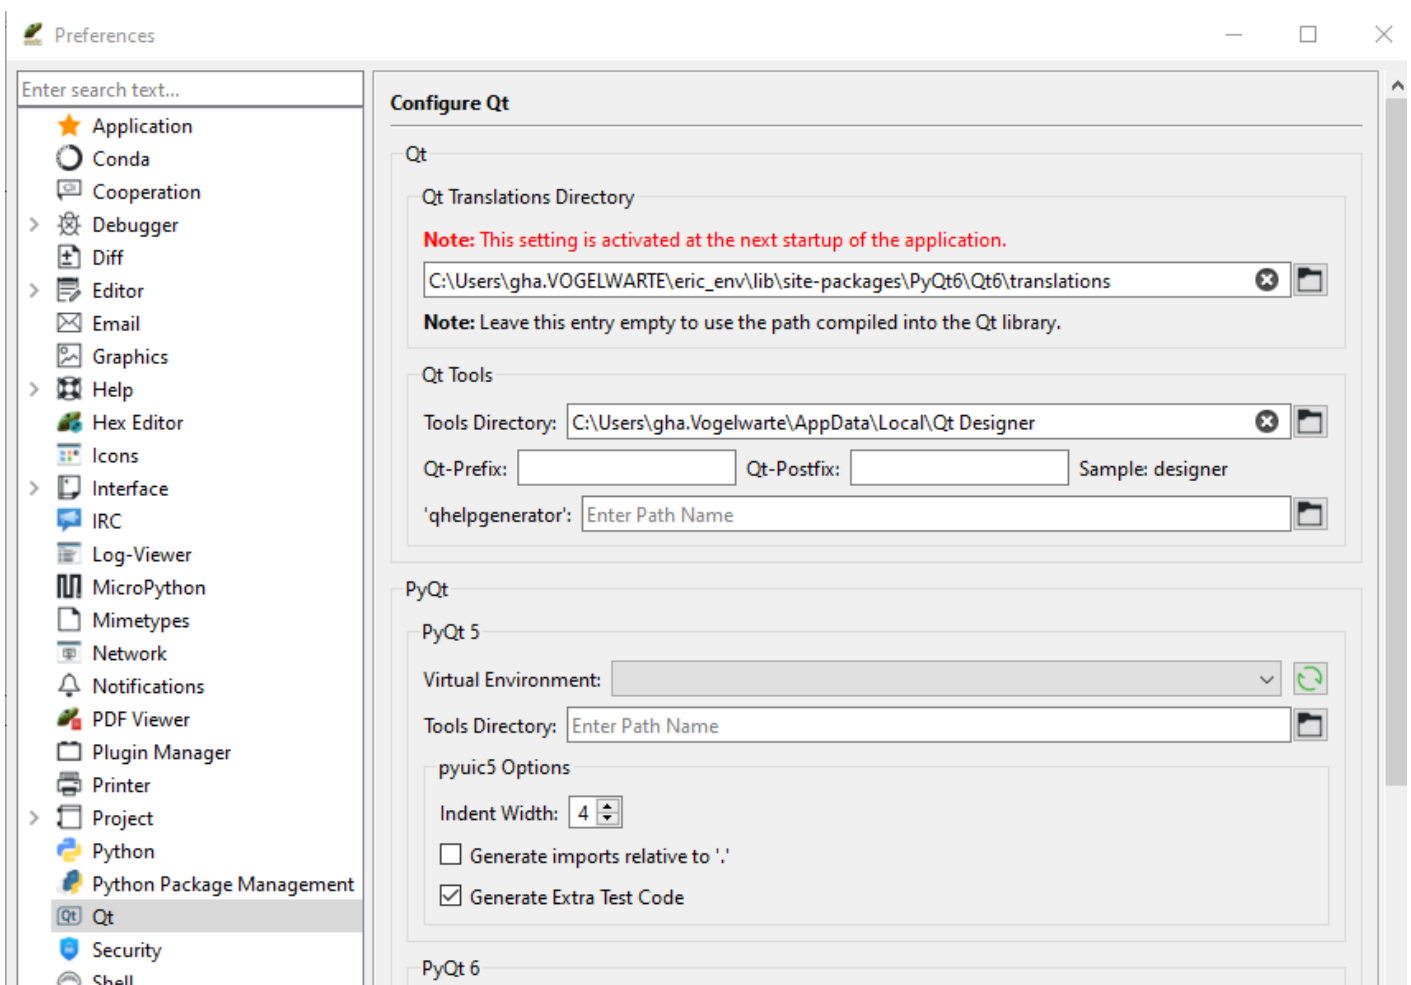 Preferences
Enter search text...
Application
Conda
Cooperation
Debugger
Diff
Editor
Email
Graphics
Help
Hex Editor
Icons
Interface
IRC
Log-Viewer
MicroPython
Mimetypes
Network
Notifications
PDF Viewer
Plugin Manager
Printer
Project
Python
Python Package Management
Qt
Security
Shell
Configure Qt
Qt
Qt Translations Directory
Note: This setting is activated at the next startup of the application.
C:\Users\gha.VOGELWARTE\eric_env\lib\site-packages\PyQt6\Qt6\translations
Note: Leave this entry empty to use the path compiled into the Qt library.
Qt Tools
Tools Directory: C:\Users\gha.Vogelwarte\AppData\Local\Qt Designer
Qt-Prefix: Qt-Postfix: Sample: designer
'qhelpgenerator': Enter Path Name
PyQt
PyQt 5
Virtual Environment:
Tools Directory: Enter Path Name
pyuic5 Options
Indent Width: 4
Generate imports relative to '.'
Generate Extra Test Code
PyQt 6